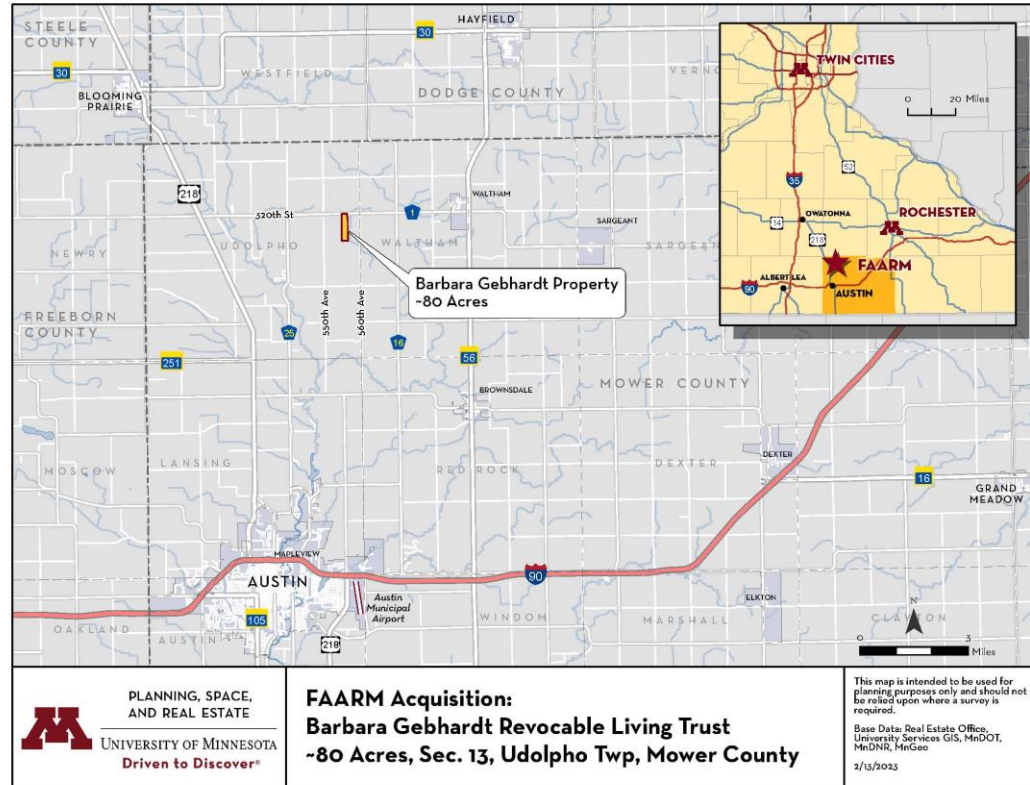 STEELE
COUNTY
30
BLOOMING
PRAIRIE
WESTFIELD
30
HAYFIELD
VERN
DODGE COUNTY
218
320th St
1
WALTHAM
SARGEANT
UDOLPHO
WALTHAM
SARGEAN
NEWRY
Barbara Gebhardt Property
~80 Acres
FREEBORN
COUNTY
25
550th Ave
560th Ave
16
251
56
BROWNSDALE
MOWER COUNTY
MOSCOW
LANSING
RED ROCK
DEXTER
DEXTER
16
GRAND
MEADOW
MAPLEVIEW
AUSTIN
90
Austin
Municipal
Airport
105
218
OAKLAND
AUSTIN
WINDOM
MARSHALL
ELKTON
CLAYTON
N
0 3
Miles
TWIN CITIES
0 20 Miles
35
52
OWATONNA
14
218
ROCHESTER
FAARM
ALBERT LEA
90
AUSTIN
PLANNING, SPACE,
AND REAL ESTATE
UNIVERSITY OF MINNESOTA
Driven to Discover®
FAARM Acquisition:
Barbara Gebhardt Revocable Living Trust
~80 Acres, Sec. 13, Udolpho Twp, Mower County
This map is intended to be used for
planning purposes only and should not
be relied upon where a survey is
required.
Base Data: Real Estate Office,
University Services GIS, MnDOT,
MnDNR, MnGeo
2/13/2023